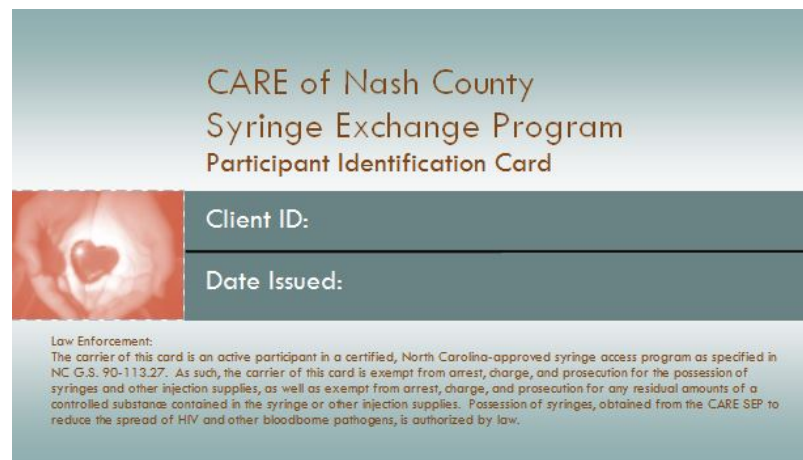 CARE of Nash County
Syringe Exchange Program
Participant Identification Card
Client ID:
Date Issued:
Law Enforcement:
The carrier of this card is an active participant in a certified, North Carolina-approved syringe access program as specified in
NC G.S. 90-113.27.  As such, the carrier of this card is exempt from arrest, charge, and prosecution for the possession of
syringes and other injection supplies, as well as exempt from arrest, charge, and prosecution for any residual amounts of a
controlled substance contained in the syringe or other injection supplies.  Possession of syringes, obtained from the CARE SEP to
reduce the spread of HIV and other bloodborne pathogens, is authorized by law.